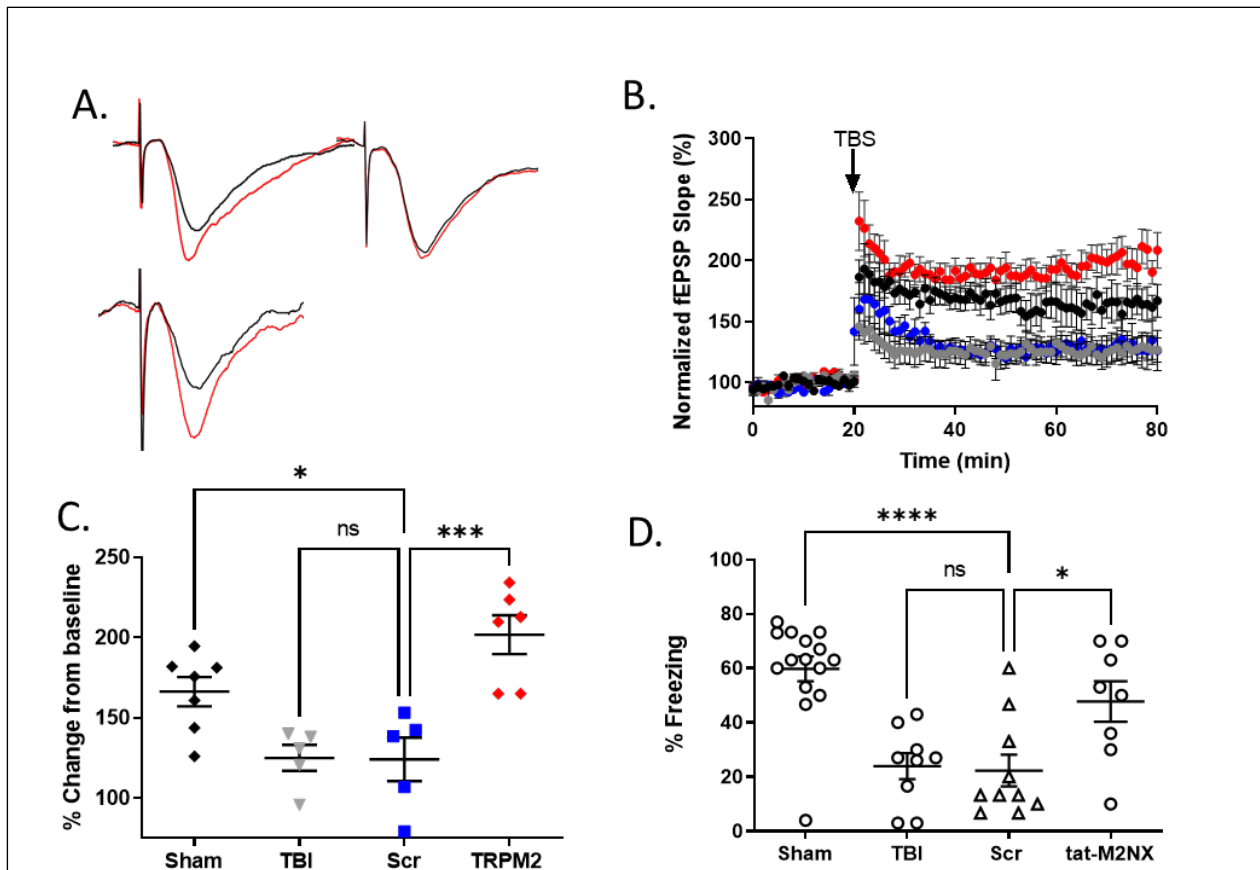 A.
B.
Normalized fEPSP Slope (%)
300
250
200
150
100
TBS
0 20 40 60 80
Time (min)
C.
% Change from baseline
250
200
150
100
*
ns
***
Sham TBI Scr TRPM2
D.
% Freezing
100
80
60
40
20
0
****
ns
*
Sham TBI Scr tat-M2NX